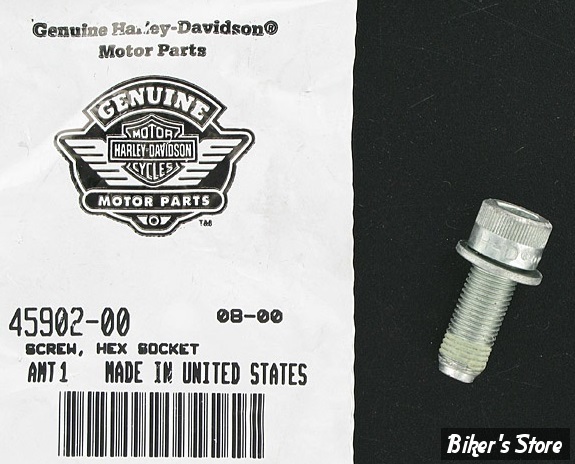 Genuine Harley-Davidson®
Motor Parts
GENUINE
MOTOR
HARLEY-DAVIDSON
CYCLES
MOTOR PARTS
TM®
45902-00 08-00
SCREW, HEX SOCKET
AMT1 MADE IN UNITED STATES
Biker's Store